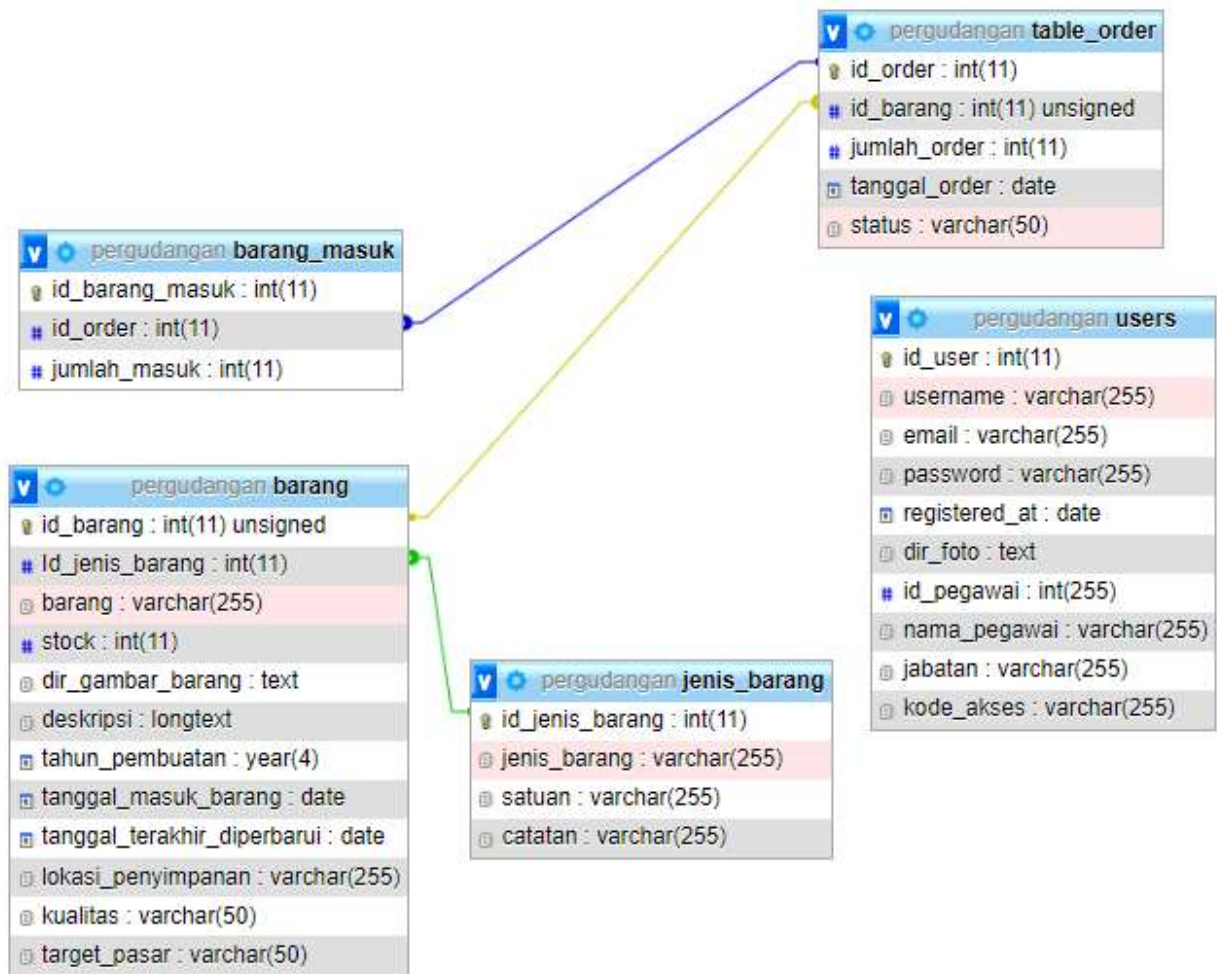 pergudangan table_order
id_order : int(11)
id_barang : int(11) unsigned
jumlah_order : int(11)
tanggal_order : date
status : varchar(50)
pergudangan barang_masuk
id_barang_masuk : int(11)
id_order : int(11)
jumlah_masuk : int(11)
pergudangan users
id_user : int(11)
username : varchar(255)
email : varchar(255)
password : varchar(255)
registered_at : date
dir_foto : text
id_pegawai : int(255)
nama_pegawai : varchar(255)
jabatan : varchar(255)
kode_akses : varchar(255)
pergudangan barang
id_barang : int(11) unsigned
Id_jenis_barang : int(11)
barang : varchar(255)
stock : int(11)
dir_gambar_barang : text
deskripsi : longtext
tahun_pembuatan : year(4)
tanggal_masuk_barang : date
tanggal_terakhir_diperbarui : date
lokasi_penyimpanan : varchar(255)
kualitas : varchar(50)
target_pasar : varchar(50)
pergudangan jenis_barang
id_jenis_barang : int(11)
jenis_barang : varchar(255)
satuan : varchar(255)
catatan : varchar(255)